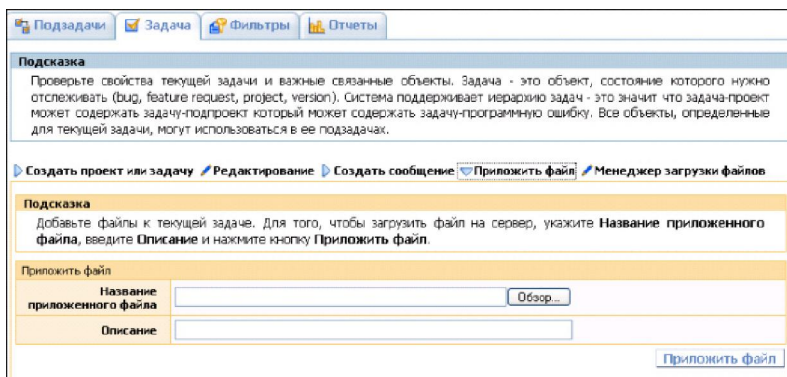 Подзадачи Задача Фильтры Отчеты
Подсказка
Проверьте свойства текущей задачи и важные связанные объекты. Задача - это объект, состояние которого нужно
отслеживать (bug, feature request, project, version). Система поддерживает иерархию задач - это значит что задача-проект
может содержать задачу-подпроект который может содержать задачу-программную ошибку. Все объекты, определенные
для текущей задачи, могут использоваться в ее подзадачах.
Создать проект или задачу Редактирование Создать сообщение Приложить файл Менеджер загрузки файлов
Подсказка
Добавьте файлы к текущей задаче. Для того, чтобы загрузить файл на сервер, укажите Название приложенного
файла, введите Описание и нажмите кнопку Приложить файл.
Приложить файл
Название
приложенного файла
Обзор...
Описание
Приложить файл